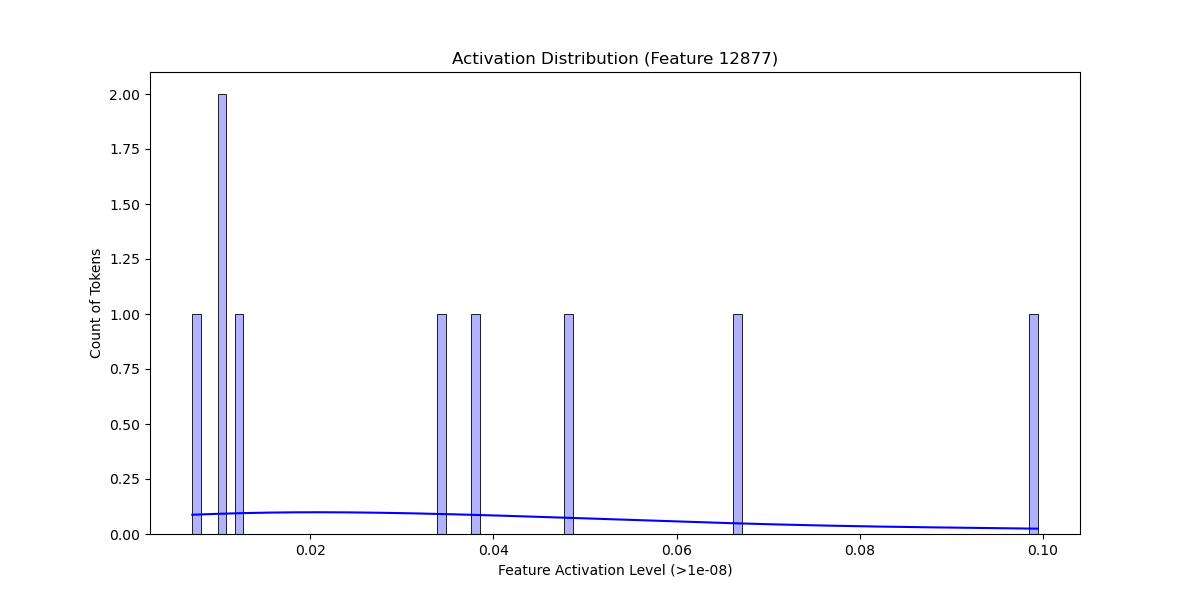 Activation Distribution (Feature 12877)
Count of Tokens
2.00
1.75
1.50
1.25
1.00
0.75
0.50
0.25
0.00
0.02 0.04 0.06 0.08 0.10
Feature Activation Level (>1e-08)